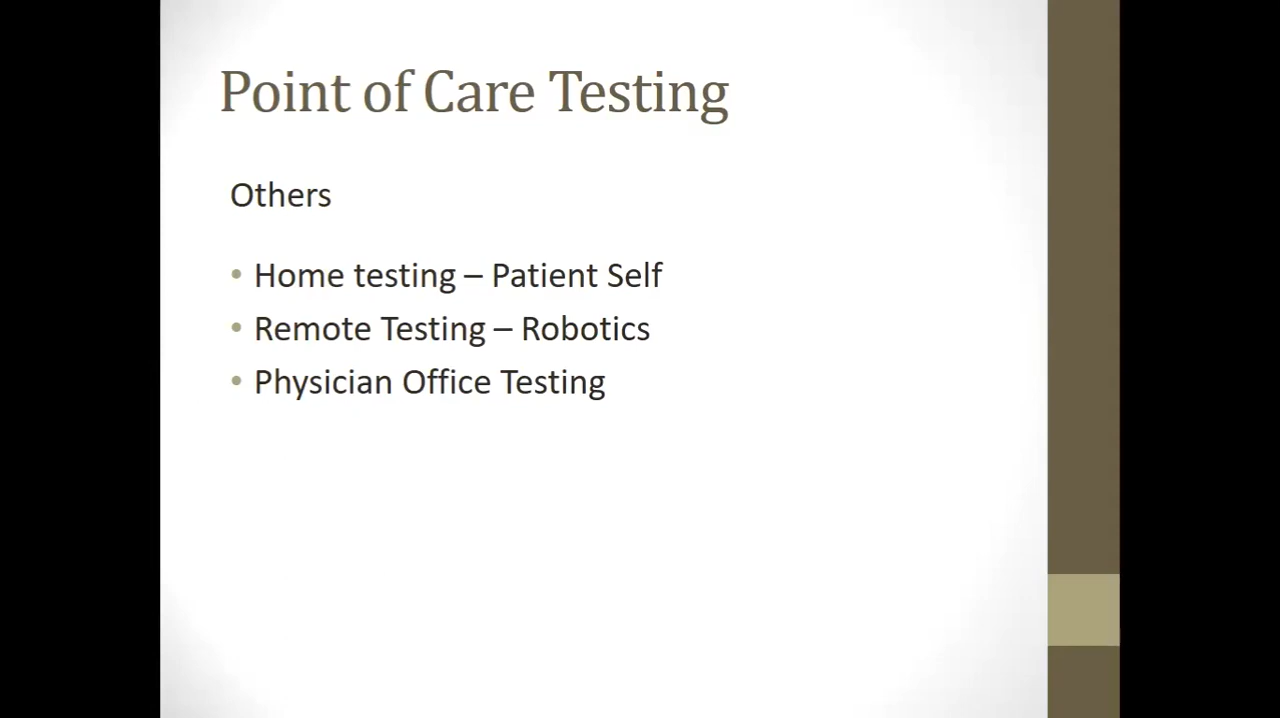 Point of Care Testing
Others
• Home testing – Patient Self
• Remote Testing – Robotics
• Physician Office Testing